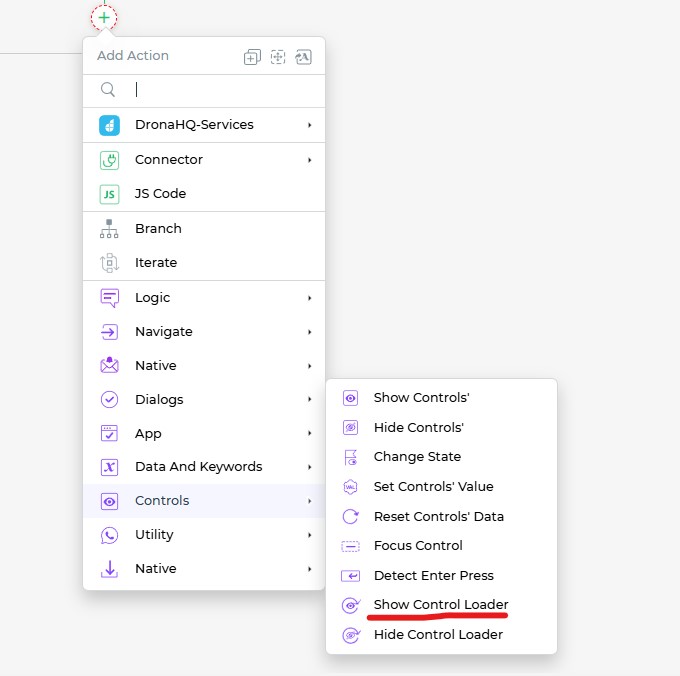 Add Action
DronaHQ-Services
Connector
JS JS Code
Branch
Iterate
Logic
Navigate
Native
Dialogs
App
Data And Keywords
Controls
Utility
Native
Show Controls'
Hide Controls'
Change State
VAL Set Controls' Value
Reset Controls' Data
Focus Control
Detect Enter Press
Show Control Loader
Hide Control Loader